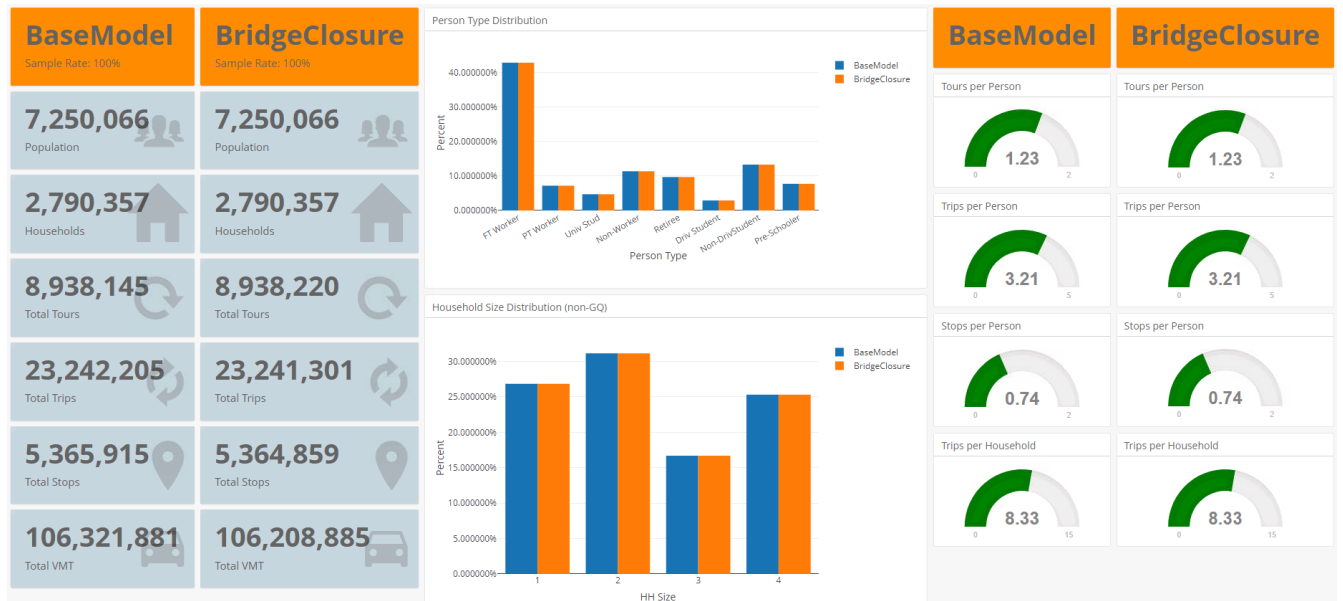 BaseModel
Sample Rate: 100%
BridgeClosure
Sample Rate: 100%
7,250,066
Population
7,250,066
Population
2,790,357
Households
2,790,357
Households
8,938,145
Total Tours
8,938,220
Total Tours
23,242,205
Total Trips
23,241,301
Total Trips
5,365,915
Total Stops
5,364,859
Total Stops
106,321,881
Total VMT
106,208,885
Total VMT
Person Type Distribution
BaseModel
BridgeClosure
Percent
40.000000%
30.000000%
20.000000%
10.000000%
0.000000%
FT Worker
PT Worker
Univ Stud
Non-Worker
Retiree
Driv Student
Non-DrivStudent
Pre-Schooler
Person Type
Household Size Distribution (non-GQ)
BaseModel
BridgeClosure
Percent
30.000000%
25.000000%
20.000000%
15.000000%
10.000000%
5.000000%
0.000000%
1 2 3 4
HH Size
BaseModel
BridgeClosure
Tours per Person
1.23
0 2
Tours per Person
1.23
0 2
Trips per Person
3.21
0 5
Trips per Person
3.21
0 5
Stops per Person
0.74
0 2
Stops per Person
0.74
0 2
Trips per Household
8.33
0 15
Trips per Household
8.33
0 15